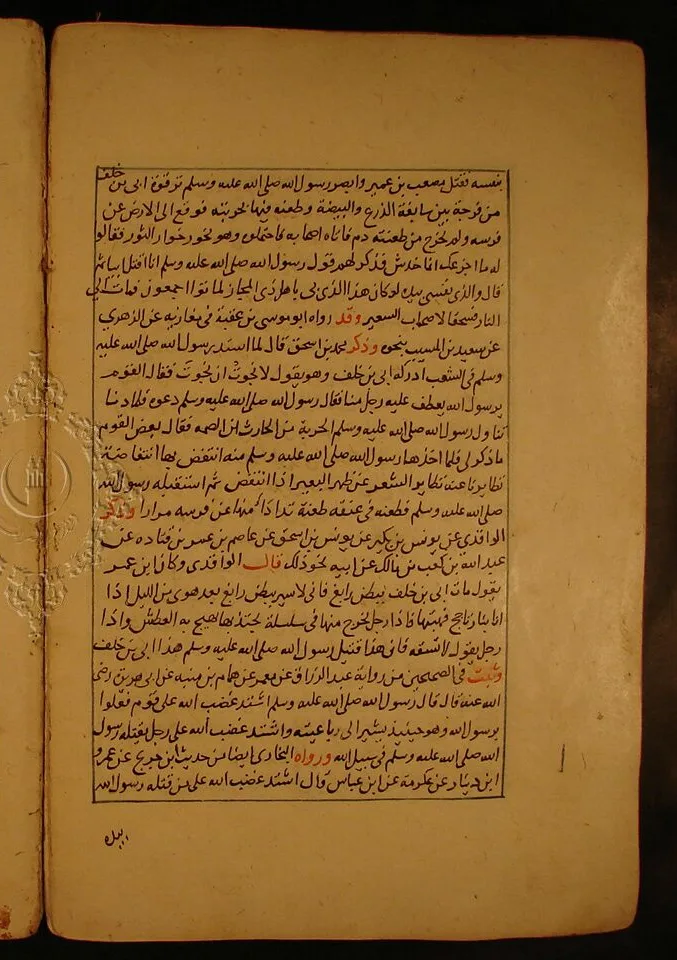 بنفسه فقتل مصعب بن عمير وابصر رسول الله صلى الله عليه وسلم ترقوة ابى بن خلف
من فرجة بين سابغة الدرع والبيضة وطعنه فيها بحربته فوقع الى الارض عن
فرسه ولم يخرج من طعنته دم فاتاه اصحابه فاحتملوه وهو يخور خوار الثور فقالو
له ما اجزعك انما خدش فذكر لهم قول رسول الله صلى الله عليه وسلم انا اقتل ابيا ثم
قال والذى نفسى بيده لو كان هذا الذى بى باهل ذى المجاز لماتوا اجمعون فمات الى
النار فسحقا لاصحاب السعير وقد رواه ابو موسى بن عقبة فى مغازيه عن الزهرى
عن سعيد بن المسيب بنحوه وذكر محمد بن اسحق قال لما اسند رسول الله صلى الله عليه
وسلم فى الشعب ادركه ابى بن خلف وهو يقول لا نجوت ان نجوت فقال القوم
يرسول الله يعطف عليه رجل منا فقال رسول الله صلى الله عليه وسلم دعوه فلما دنا
تناول رسول الله صلى الله عليه وسلم الحربة من الحارث ابن الصمه فقال بعض القوم
ما ذكر لى فلما اخذها رسول الله صلى الله عليه وسلم منه انتفض بها انتفاضة
تطايرنا عنه تطاير الشعر عن ظهر البعير اذا انتفض ثم استقبله رسول الله
صلى الله عليه وسلم فطعنه فى عنقه طعنة تدادأ منها عن فرسه مرارا وذكر
الواقدى عن يونس بن بكير عن يونس بن اسحق عن عاصم بن عمر بن قتاده عن
عبد الله بن كعب بن مالك عن ابيه نحو ذلك قال الواقدى وكان ابن عمر
يقول مات ابى بن خلف ببطن رابغ فانى لاسير ببطن رابغ بعد هوى من الليل اذا
انا بنار تاجج فهبتها فاذا رجل يخرج منها فى سلسلة يجتذبها يهيج به العطش واذا
رجل يقول لا تسقه فان هذا قتيل رسول الله صلى الله عليه وسلم هذا ابى بن خلف
وثبت فى الصحيحين من رواية عبد الرزاق عن معمر عن همام بن منبه عن ابى هريرة رضى
الله عنه قال قال رسول الله صلى الله عليه وسلم اشتد غضب الله على قوم فعلوا
برسول الله وهو حينئذ يشير الى رباعيته واشتد غضب الله على رجل يقتله رسول
الله صلى الله عليه وسلم فى سبيل الله ورواه البخارى ايضا من حديث ابن جريج عن عمرو
ابن دينار عن عكرمة عن ابن عباس قال اشتد غضب الله على من قتله رسول الله
بيده